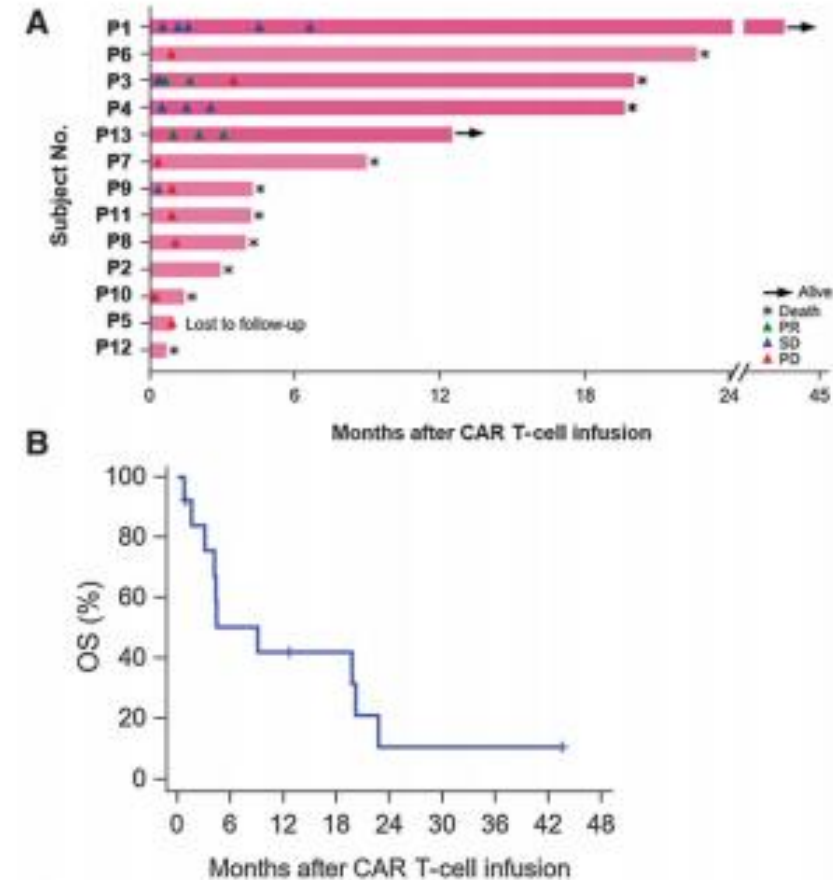 A
Subject No.
P1
P6
P3
P4
P13
P7
P9
P11
P8
P2
P10
P5 Lost to follow-up
P12
Alive
Death
PR
SD
PD
0 6 12 18 24 45
Months after CAR T-cell infusion
B
OS (%)
100
80
60
40
20
0
0 6 12 18 24 30 36 42 48
Months after CAR T-cell infusion